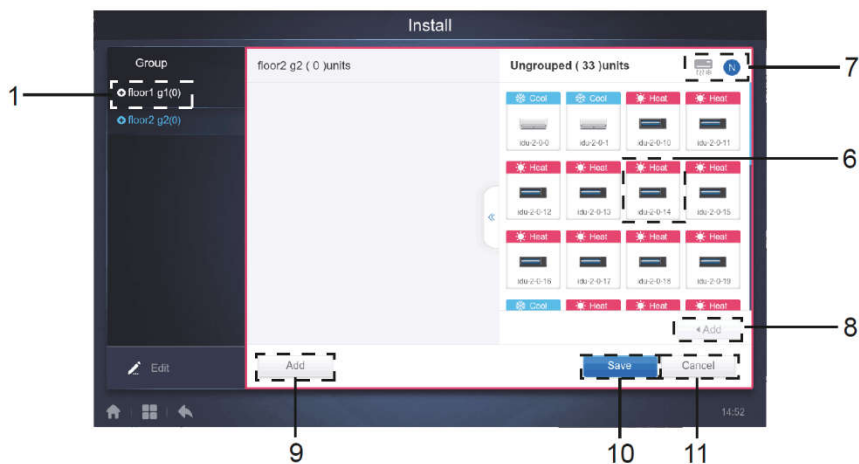 Install
Group
floor1 g1(0)
floor2 g2(0)
floor2 g2 ( 0 )units
Ungrouped ( 33 )units
N
Cool Cool Heat Heat
idu-2-0-0 idu-2-0-1 idu-2-0-10 idu-2-0-11
Heat Heat Heat Heat
idu-2-0-12 idu-2-0-13 idu-2-0-14 idu-2-0-15
Heat Heat Heat Heat
idu-2-0-16 idu-2-0-17 idu-2-0-18 idu-2-0-19
Cool Heat Heat Heat
Add
Edit
Add
Save
Cancel
14:52
1
7
6
8
9
10
11